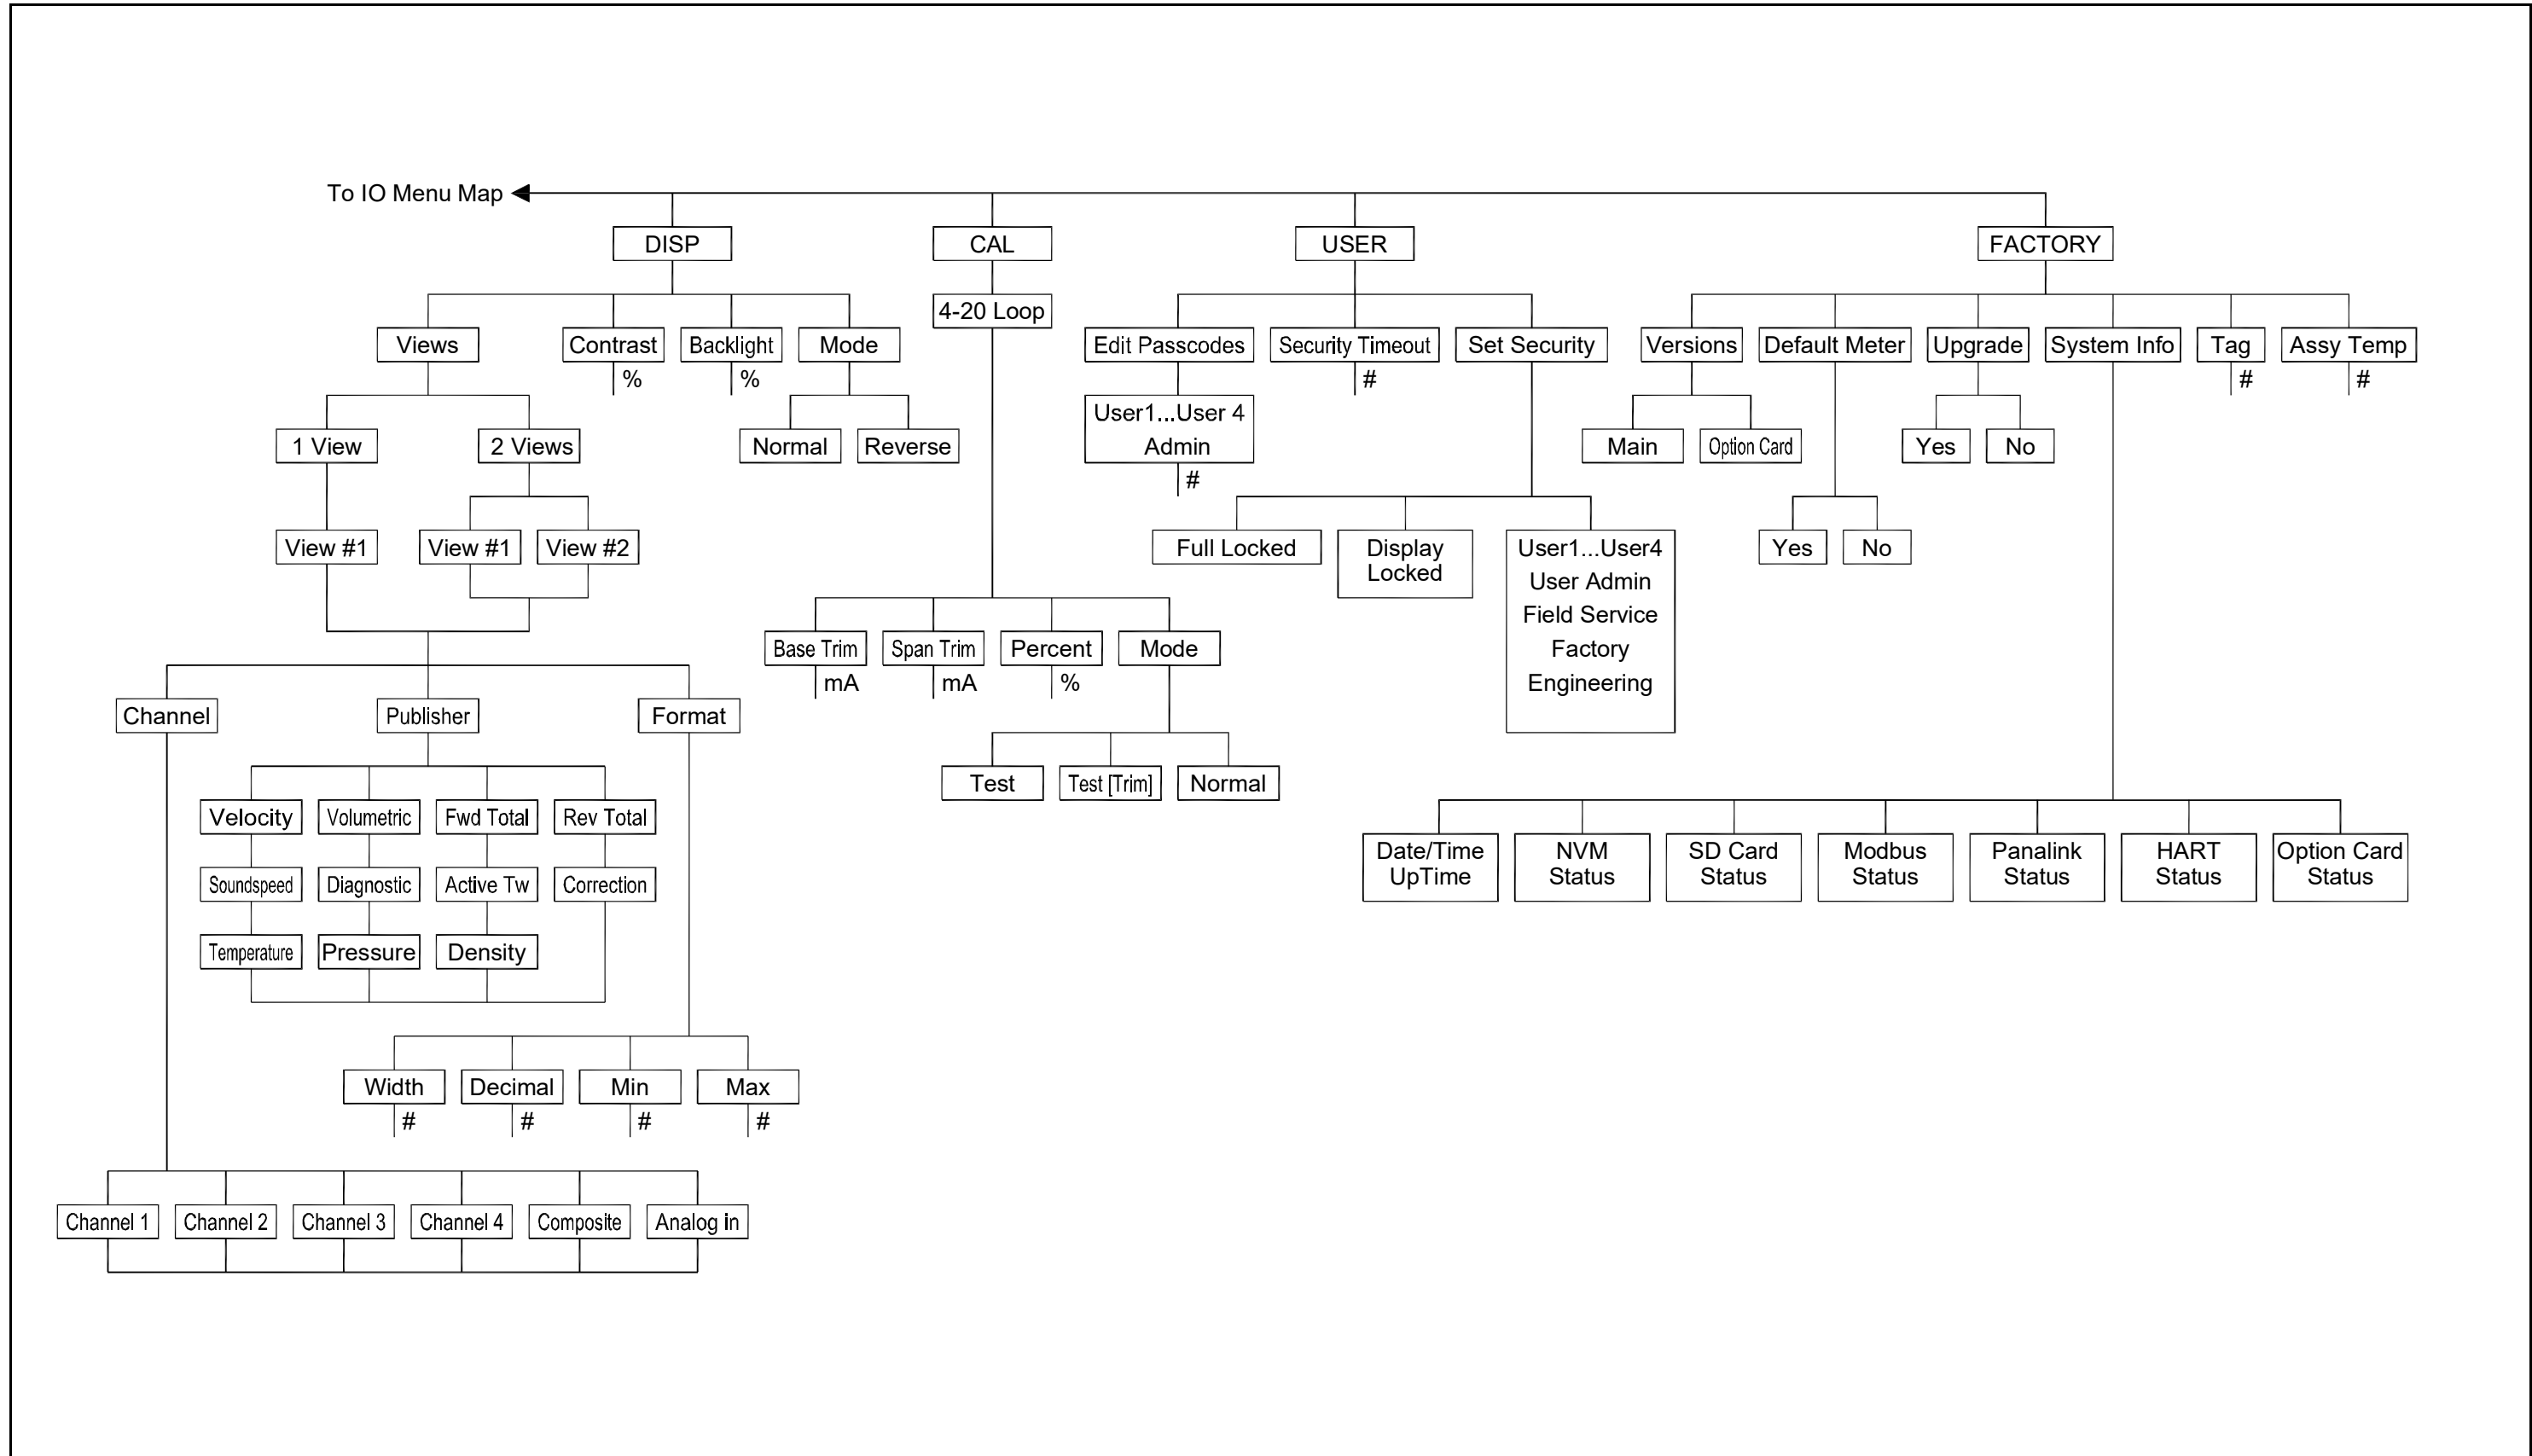 To IO Menu Map
DISP
CAL
USER
FACTORY
4-20 Loop
Views
Contrast
Backlight
Mode
Edit Passcodes
Security Timeout
Set Security
Versions
Default Meter
Upgrade
System Info
Tag
Assy Temp
%
%
#
#
#
User1...User 4
Admin
#
1 View
2 Views
Normal
Reverse
Main
Option Card
Yes
No
View #1
View #1
View #2
Full Locked
Display
Locked
User1...User4
User Admin
Field Service
Factory
Engineering
Yes
No
Base Trim
Span Trim
Percent
Mode
mA
mA
%
Channel
Publisher
Format
Test
Test [Trim]
Normal
Velocity
Volumetric
Fwd Total
Rev Total
Date/Time
UpTime
NVM
Status
SD Card
Status
Modbus
Status
Panalink
Status
HART
Status
Option Card
Status
Soundspeed
Diagnostic
Active Tw
Correction
Temperature
Pressure
Density
Width
Decimal
Min
Max
#
#
#
#
Channel 1
Channel 2
Channel 3
Channel 4
Composite
Analog in